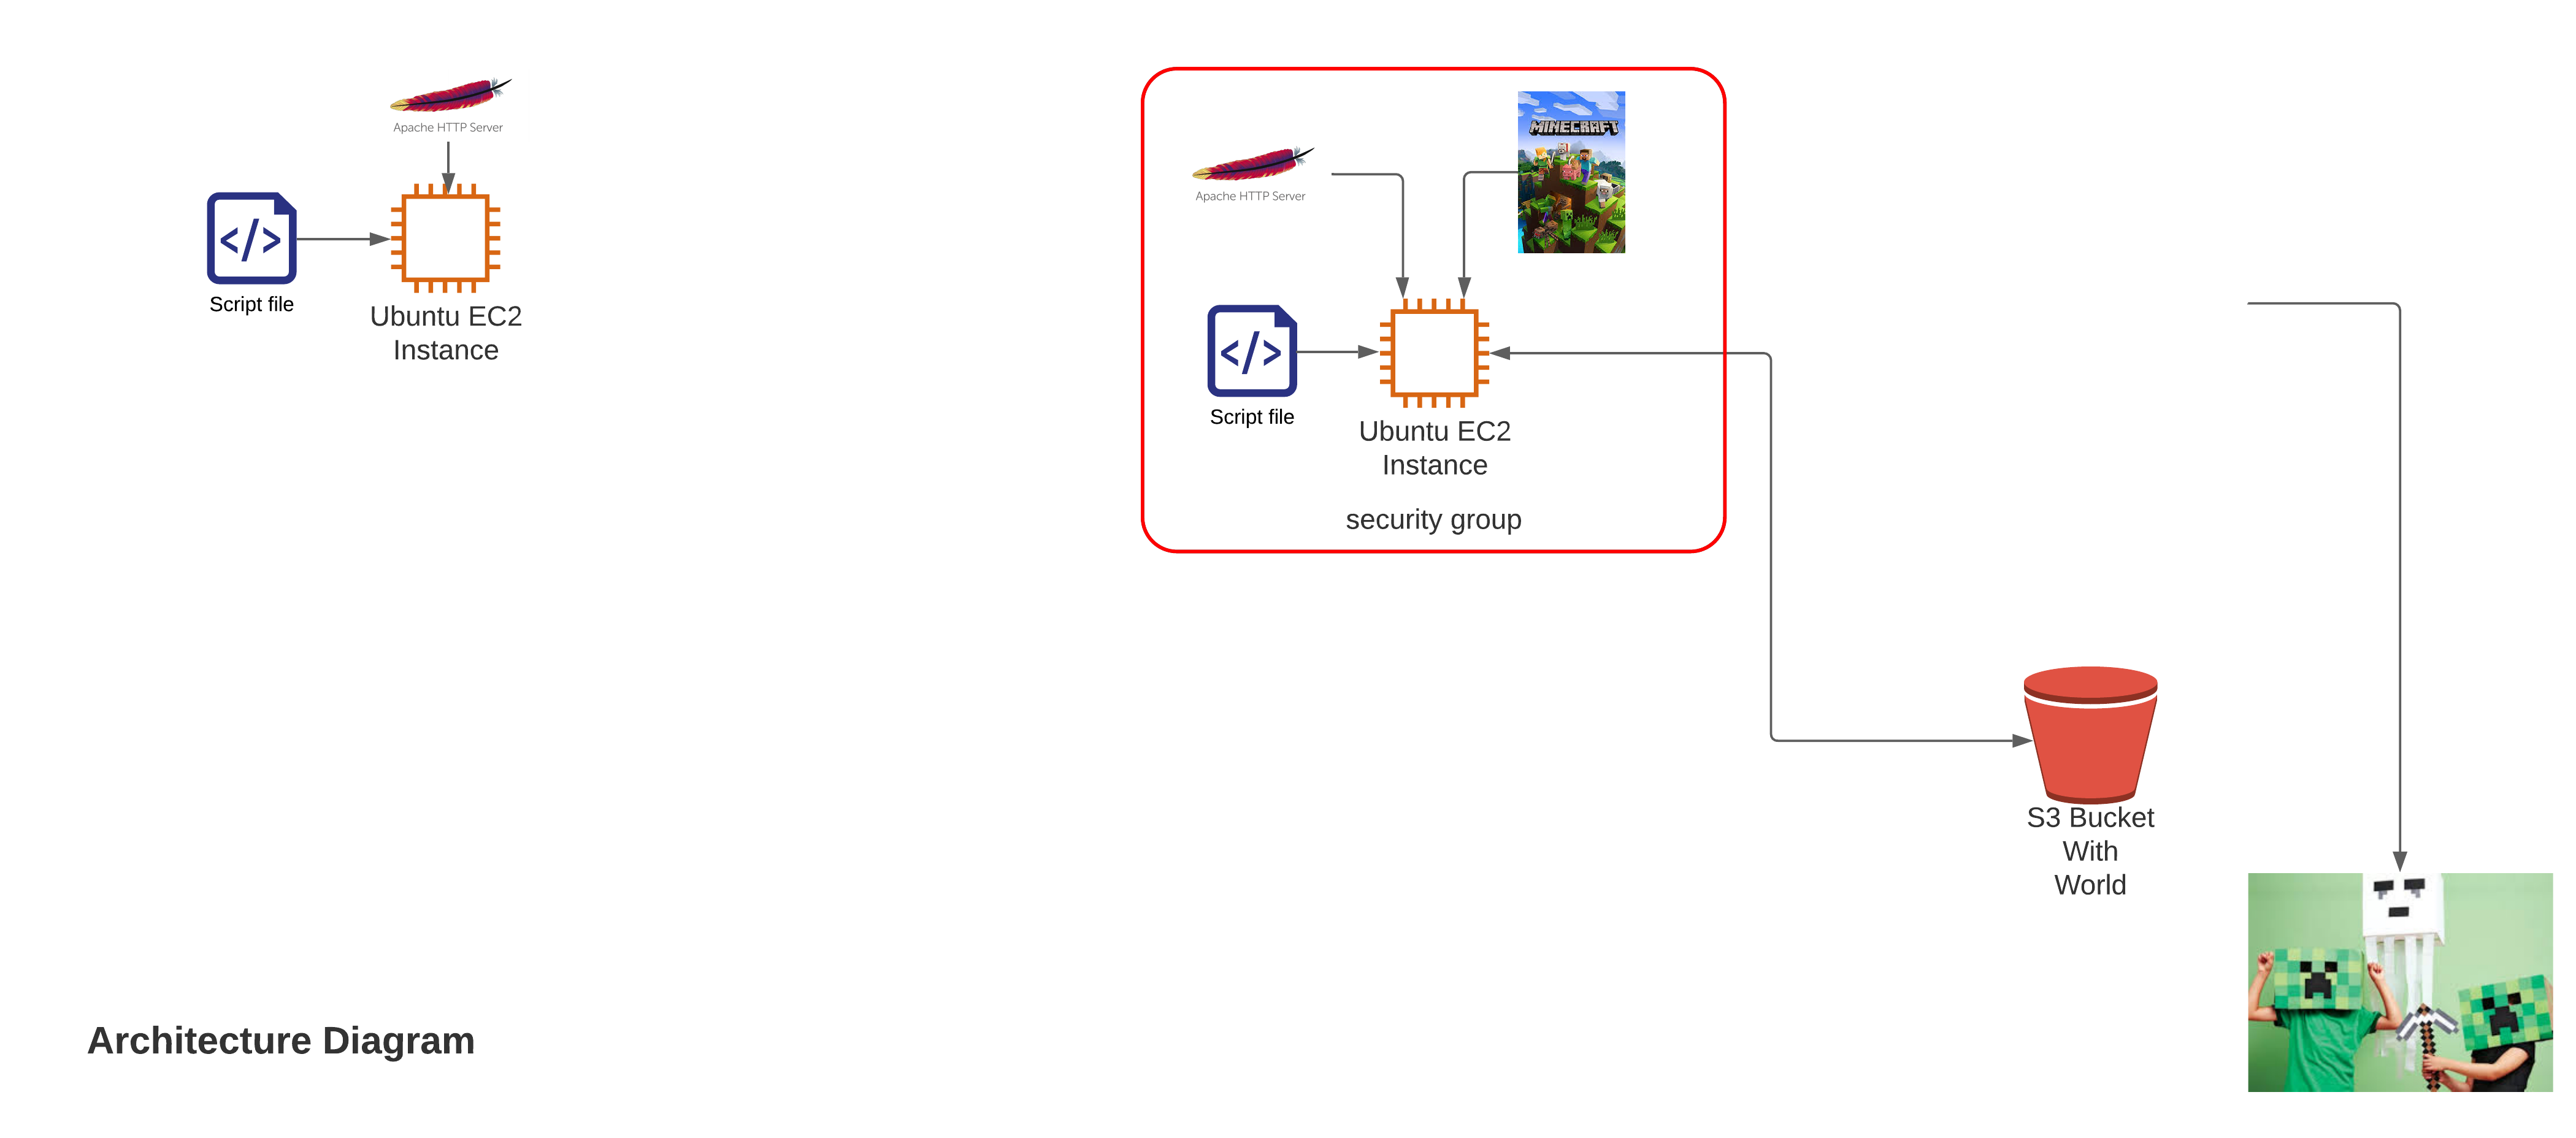 Apache HTTP Server
Script file
Ubuntu EC2
Instance
MINECRAFT
Apache HTTP Server
Script file
Ubuntu EC2
Instance
security group
S3 Bucket
With
World
Architecture Diagram